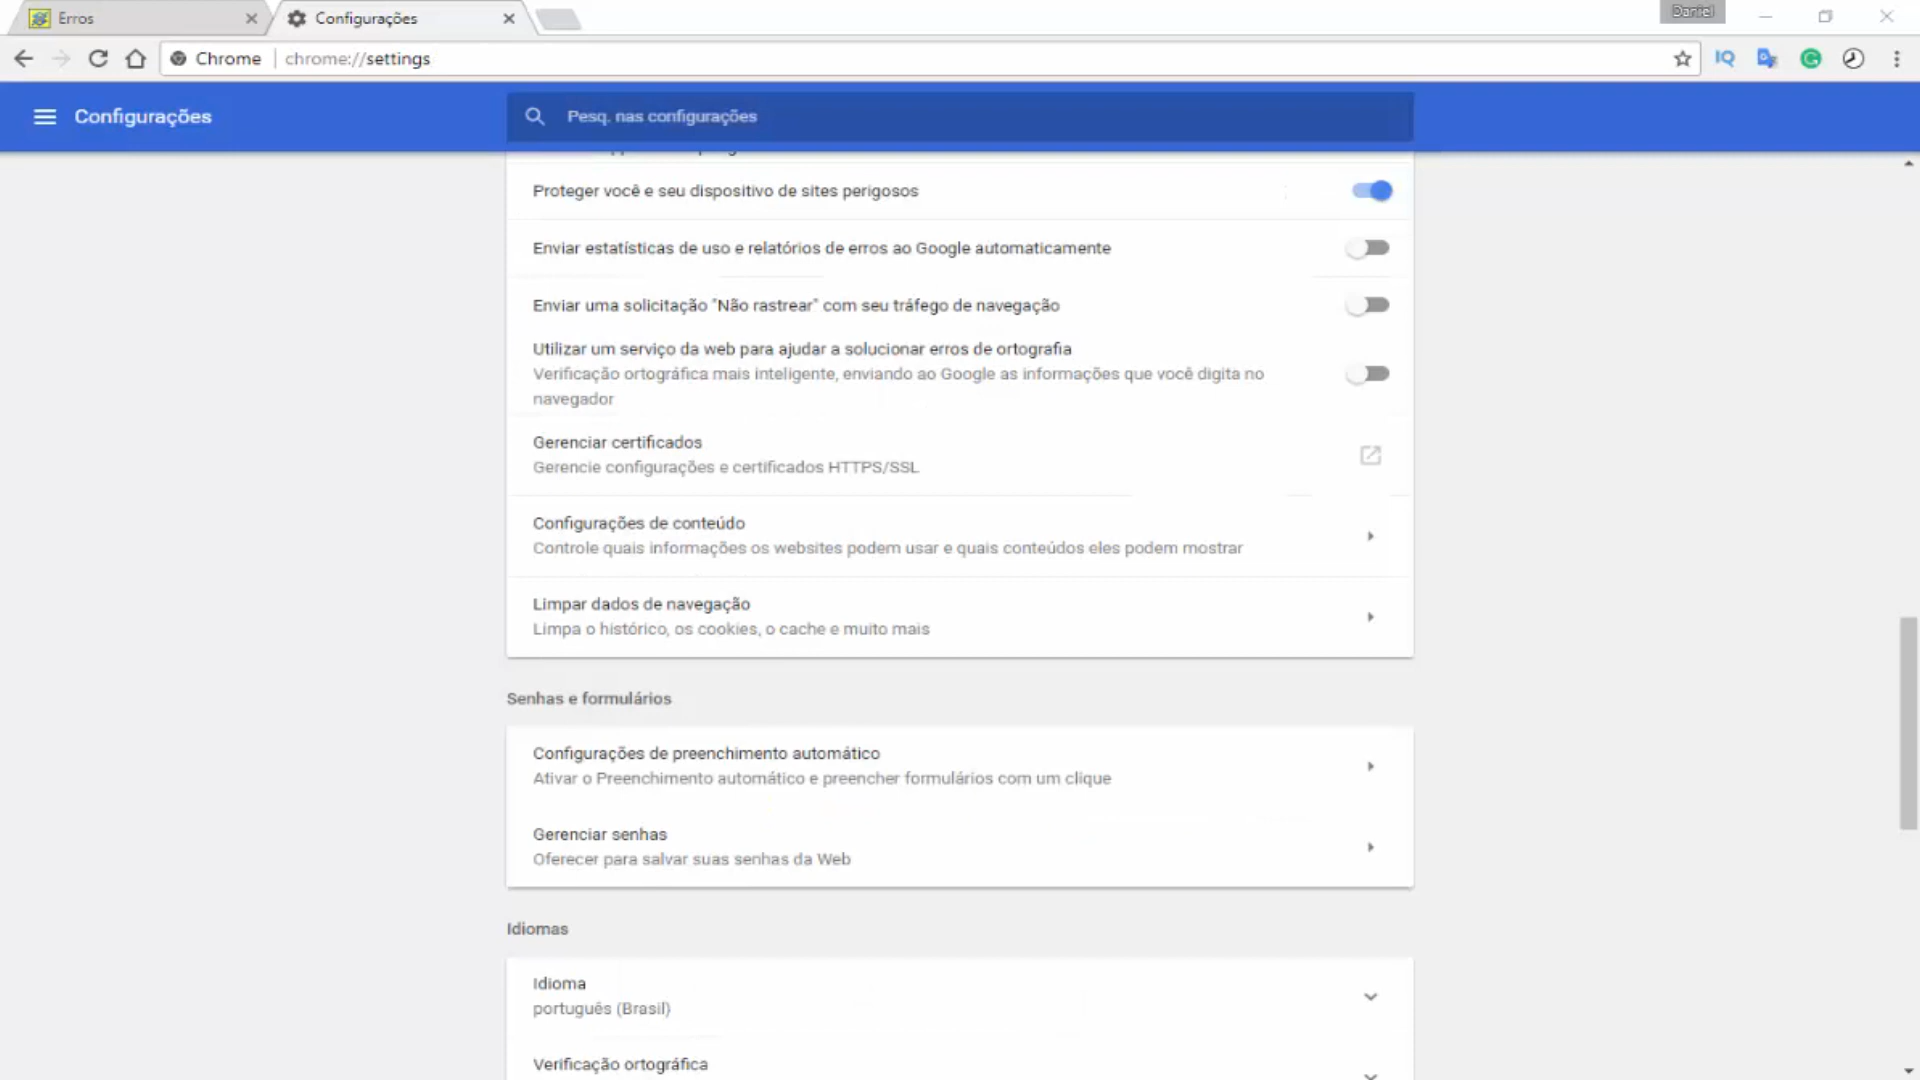 Erros
Configurações
Daniel
Chrome
chrome://settings
IQ
Configurações
Pesq. nas configurações
Proteger você e seu dispositivo de sites perigosos
Enviar estatísticas de uso e relatórios de erros ao Google automaticamente
Enviar uma solicitação "Não rastrear" com seu tráfego de navegação
Utilizar um serviço da web para ajudar a solucionar erros de ortografia
Verificação ortográfica mais inteligente, enviando ao Google as informações que você digita no
navegador
Gerenciar certificados
Gerencie configurações e certificados HTTPS/SSL
Configurações de conteúdo
Controle quais informações os websites podem usar e quais conteúdos eles podem mostrar
Limpar dados de navegação
Limpa o histórico, os cookies, o cache e muito mais
Senhas e formulários
Configurações de preenchimento automático
Ativar o Preenchimento automático e preencher formulários com um clique
Gerenciar senhas
Oferecer para salvar suas senhas da Web
Idiomas
Idioma
português (Brasil)
Verificação ortográfica